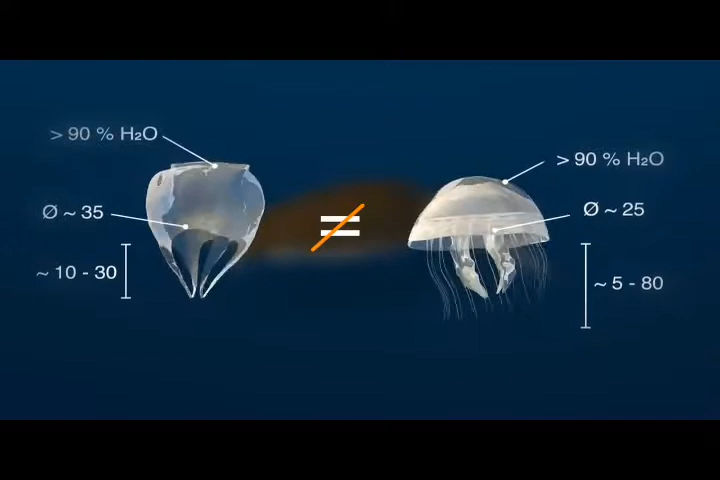 > 90 % H₂O
Ø ~ 35
~ 10 - 30
≠
> 90 % H₂O
Ø ~ 25
~ 5 - 80